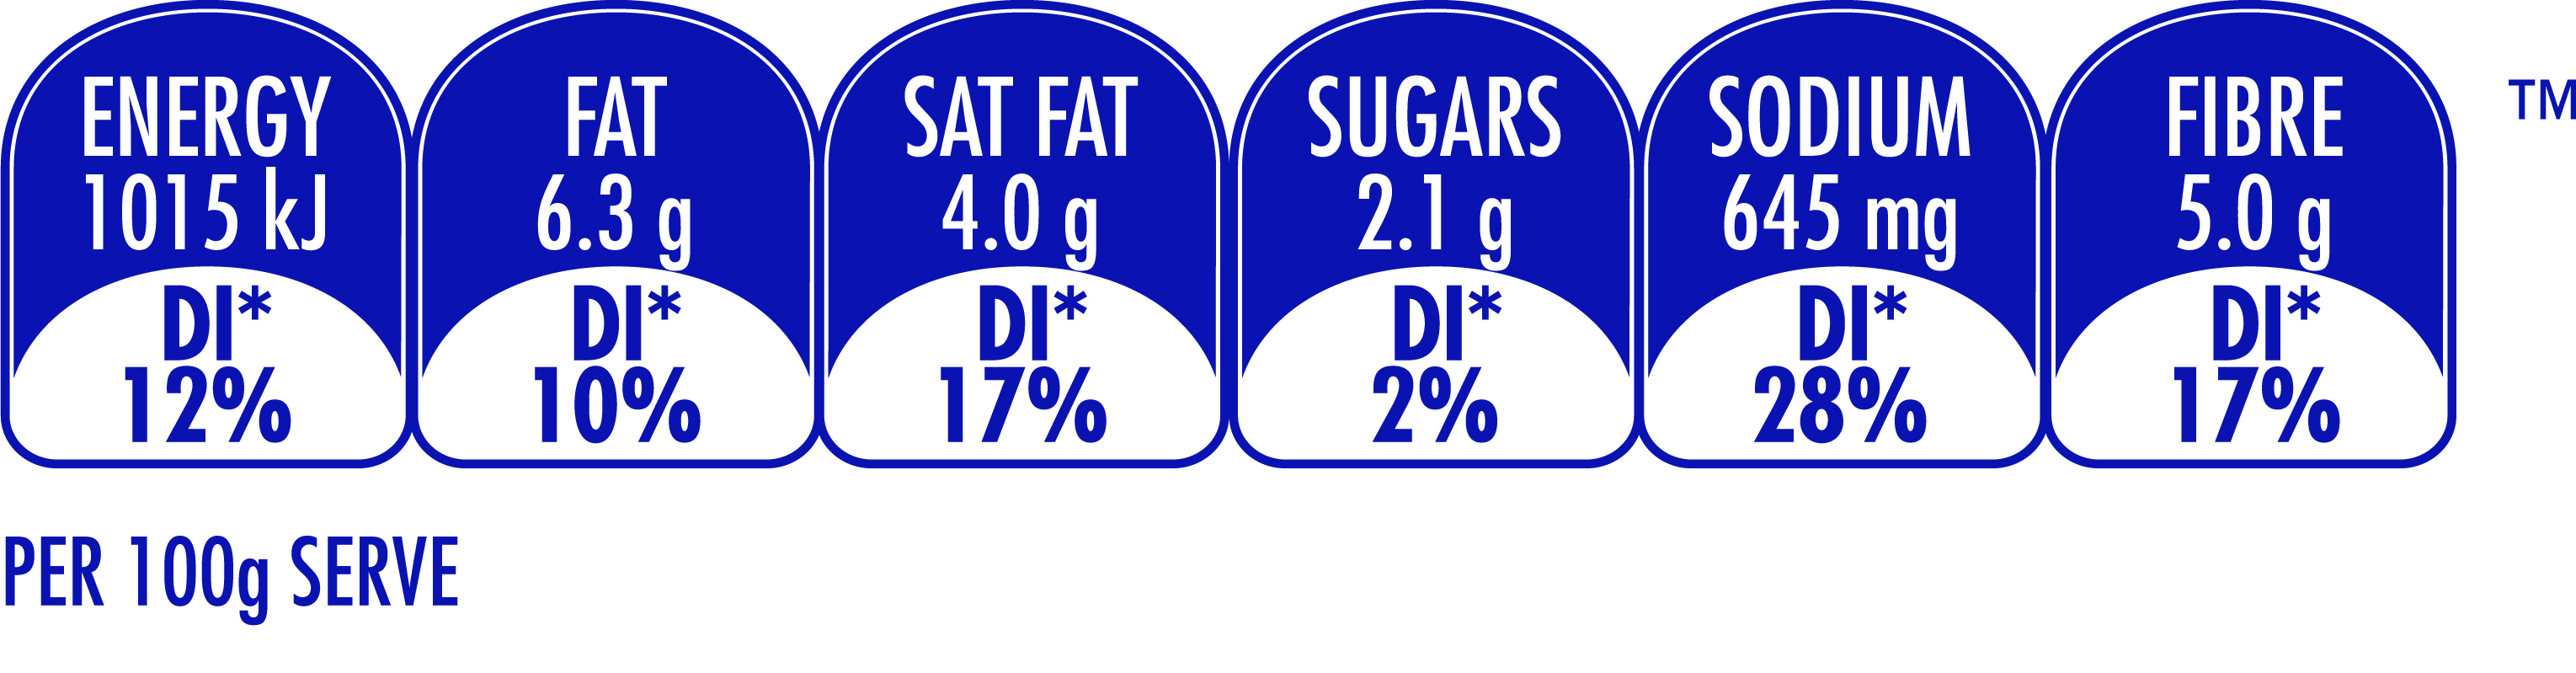 ENERGY
1015 kJ
DI*
12%
FAT
6.3 g
DI*
10%
SAT FAT
4.0 g
DI*
17%
SUGARS
2.1 g
DI*
2%
SODIUM
645 mg
DI*
28%
FIBRE
5.0 g
DI*
17%
TM
PER 100g SERVE